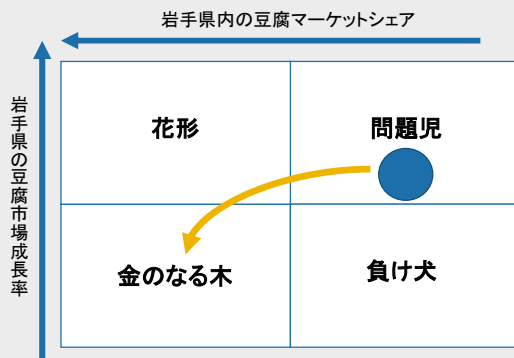 岩手県内の豆腐マーケットシェア
岩手県の豆腐市場成長率
花形
問題児
金のなる木
負け犬